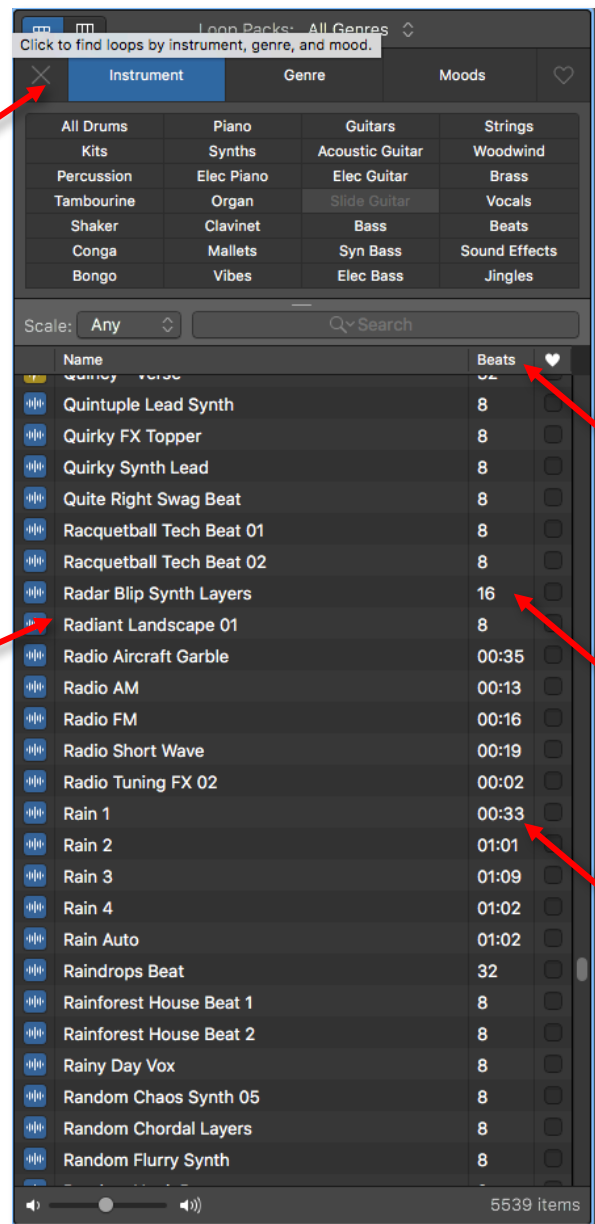 Loop Packs: All Genres
Click to find loops by instrument, genre, and mood.
Instrument Genre Moods
All Drums Piano Guitars Strings
Kits Synths Acoustic Guitar Woodwind
Percussion Elec Piano Elec Guitar Brass
Tambourine Organ Slide Guitar Vocals
Shaker Clavinet Bass Beats
Conga Mallets Syn Bass Sound Effects
Bongo Vibes Elec Bass Jingles
Scale: Any Search
Name Beats
Quintuple Lead Synth 8
Quirky FX Topper 8
Quirky Synth Lead 8
Quite Right Swag Beat 8
Racquetball Tech Beat 01 8
Racquetball Tech Beat 02 8
Radar Blip Synth Layers 16
Radiant Landscape 01 8
Radio Aircraft Garble 00:35
Radio AM 00:13
Radio FM 00:16
Radio Short Wave 00:19
Radio Tuning FX 02 00:02
Rain 1 00:33
Rain 2 01:01
Rain 3 01:09
Rain 4 01:02
Rain Auto 01:02
Raindrops Beat 32
Rainforest House Beat 1 8
Rainforest House Beat 2 8
Rainy Day Vox 8
Random Chaos Synth 05 8
Random Chordal Layers 8
Random Flurry Synth 8
5539 items